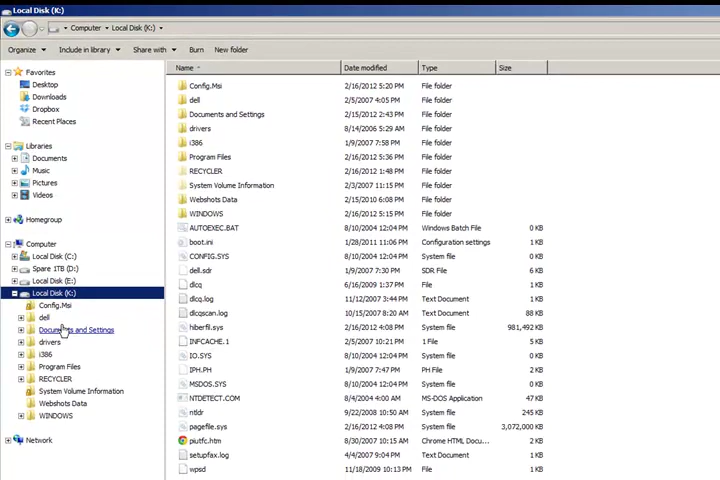 Local Disk (K:)
Computer Local Disk (K:)
Organize Include in library Share with Burn New folder
Favorites
Desktop
Downloads
Dropbox
Recent Places
Libraries
Documents
Music
Pictures
Videos
Homegroup
Computer
Local Disk (C:)
Spare 1TB (D:)
Local Disk (E:)
Local Disk (K:)
Config.Msi
dell
Documents and Settings
drivers
i386
Program Files
RECYCLER
System Volume Information
Webshots Data
WINDOWS
Network
Name Date modified Type Size
Config.Msi 2/16/2012 5:20 PM File folder
dell 2/5/2007 4:05 PM File folder
Documents and Settings 2/15/2012 2:43 PM File folder
drivers 8/14/2006 5:29 AM File folder
i386 1/9/2007 7:58 PM File folder
Program Files 2/16/2012 5:36 PM File folder
RECYCLER 2/16/2012 1:48 PM File folder
System Volume Information 2/3/2007 11:15 PM File folder
Webshots Data 2/15/2010 6:08 PM File folder
WINDOWS 2/16/2012 5:15 PM File folder
AUTOEXEC.BAT 8/10/2004 12:04 PM Windows Batch File 0 KB
boot.ini 1/28/2011 11:06 PM Configuration settings 1 KB
CONFIG.SYS 8/10/2004 12:04 PM System file 0 KB
dell.sdr 1/9/2007 7:30 PM SDR File 6 KB
dlcq 6/16/2009 1:37 PM File 1 KB
dlcq.log 11/12/2007 3:44 PM Text Document 1 KB
dlcqscan.log 10/15/2007 8:20 AM Text Document 88 KB
hiberfil.sys 2/16/2012 4:08 PM System file 981,492 KB
INFCACHE.1 2/5/2007 10:21 PM 1 File 5 KB
IO.SYS 8/10/2004 12:04 PM System file 0 KB
IPH.PH 1/9/2007 7:47 PM PH File 2 KB
MSDOS.SYS 8/10/2004 12:04 PM System file 0 KB
NTDETECT.COM 8/4/2004 4:00 AM MS-DOS Application 47 KB
ntldr 9/22/2008 10:50 AM System file 245 KB
pagefile.sys 2/16/2012 4:08 PM System file 3,072,000 KB
piutfc.htm 8/23/2007 10:15 AM Chrome HTML Docu... 1 KB
setupfax.log 4/4/2007 9:04 PM Text Document 1 KB
wpsd 11/18/2009 10:13 PM File 1 KB